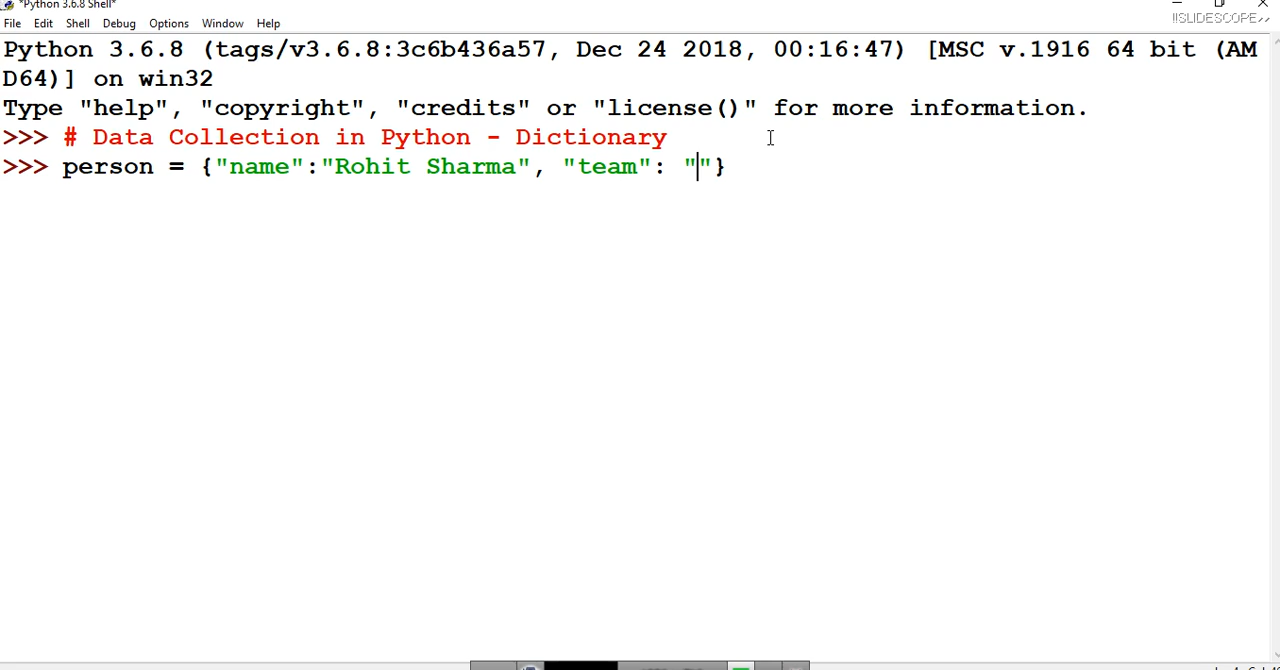 *Python 3.6.8 Shell*
File Edit Shell Debug Options Window Help
!!SLIDESCOPE
Python 3.6.8 (tags/v3.6.8:3c6b436a57, Dec 24 2018, 00:16:47) [MSC v.1916 64 bit (AM
D64)] on win32
Type "help", "copyright", "credits" or "license()" for more information.
>>> # Data Collection in Python - Dictionary
>>> person = {"name":"Rohit Sharma", "team": ""}